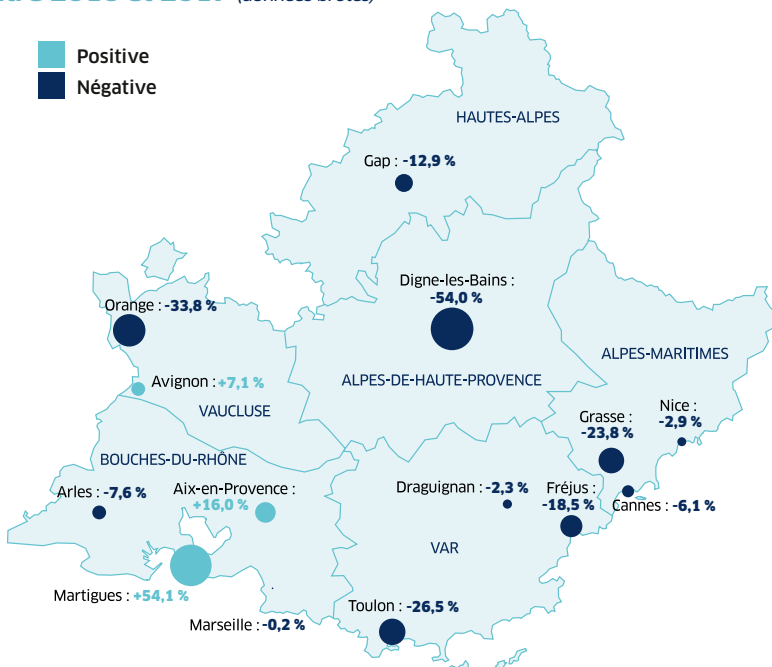 (données brutes)
Positive
Négative
HAUTES-ALPES
Gap : -12,9 %
Digne-les-Bains :
-54,0 %
Orange : -33,8 %
ALPES-MARITIMES
Avignon : +7,1 %
ALPES-DE-HAUTE-PROVENCE
VAUCLUSE
Nice :
-2,9 %
Grasse :
-23,8 %
BOUCHES-DU-RHÔNE
Arles : -7,6 %
Aix-en-Provence :
+16,0 %
Draguignan : -2,3 %
Fréjus :
-18,5 %
Cannes : -6,1 %
VAR
Martigues : +54,1 %
Marseille : -0,2 %
Toulon : -26,5 %